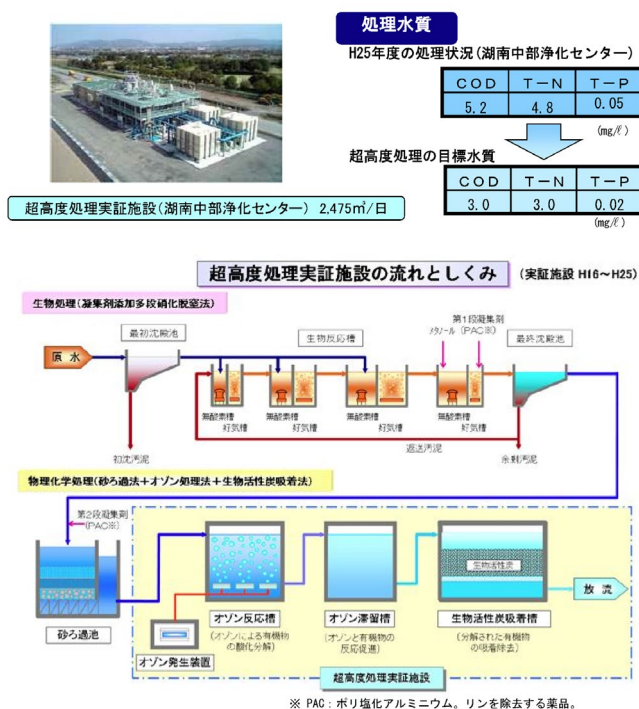 処理水質
H25年度の処理状況(湖南中部浄化センター)
COD T-N T-P
5.2 4.8 0.05
(mg/ℓ)
超高度処理の目標水質
COD T-N T-P
3.0 3.0 0.02
(mg/ℓ)
超高度処理実証施設(湖南中部浄化センター) 2,475㎥/日
超高度処理実証施設の流れとしくみ (実証施設 H16~H25)
生物処理(凝集剤添加多段硝化脱窒法)
原水
最初沈殿池
生物反応槽
メタノール
第1段凝集剤
(PAC※)
最終沈殿池
無酸素槽 好気槽 無酸素槽 好気槽 無酸素槽 好気槽 無酸素槽 好気槽
初沈汚泥
返送汚泥
余剰汚泥
物理化学処理(砂ろ過法+オゾン処理法+生物活性炭吸着法)
第2段凝集剤
(PAC※)
砂ろ過池
オゾン反応槽
(オゾンによる有機物
の酸化分解)
オゾン発生装置
オゾン滞留槽
(オゾンと有機物の
反応促進)
生物活性炭
生物活性炭吸着槽
(分解された有機物
の吸着除去)
放流
超高度処理実証施設
※ PAC:ポリ塩化アルミニウム。リンを除去する薬品。